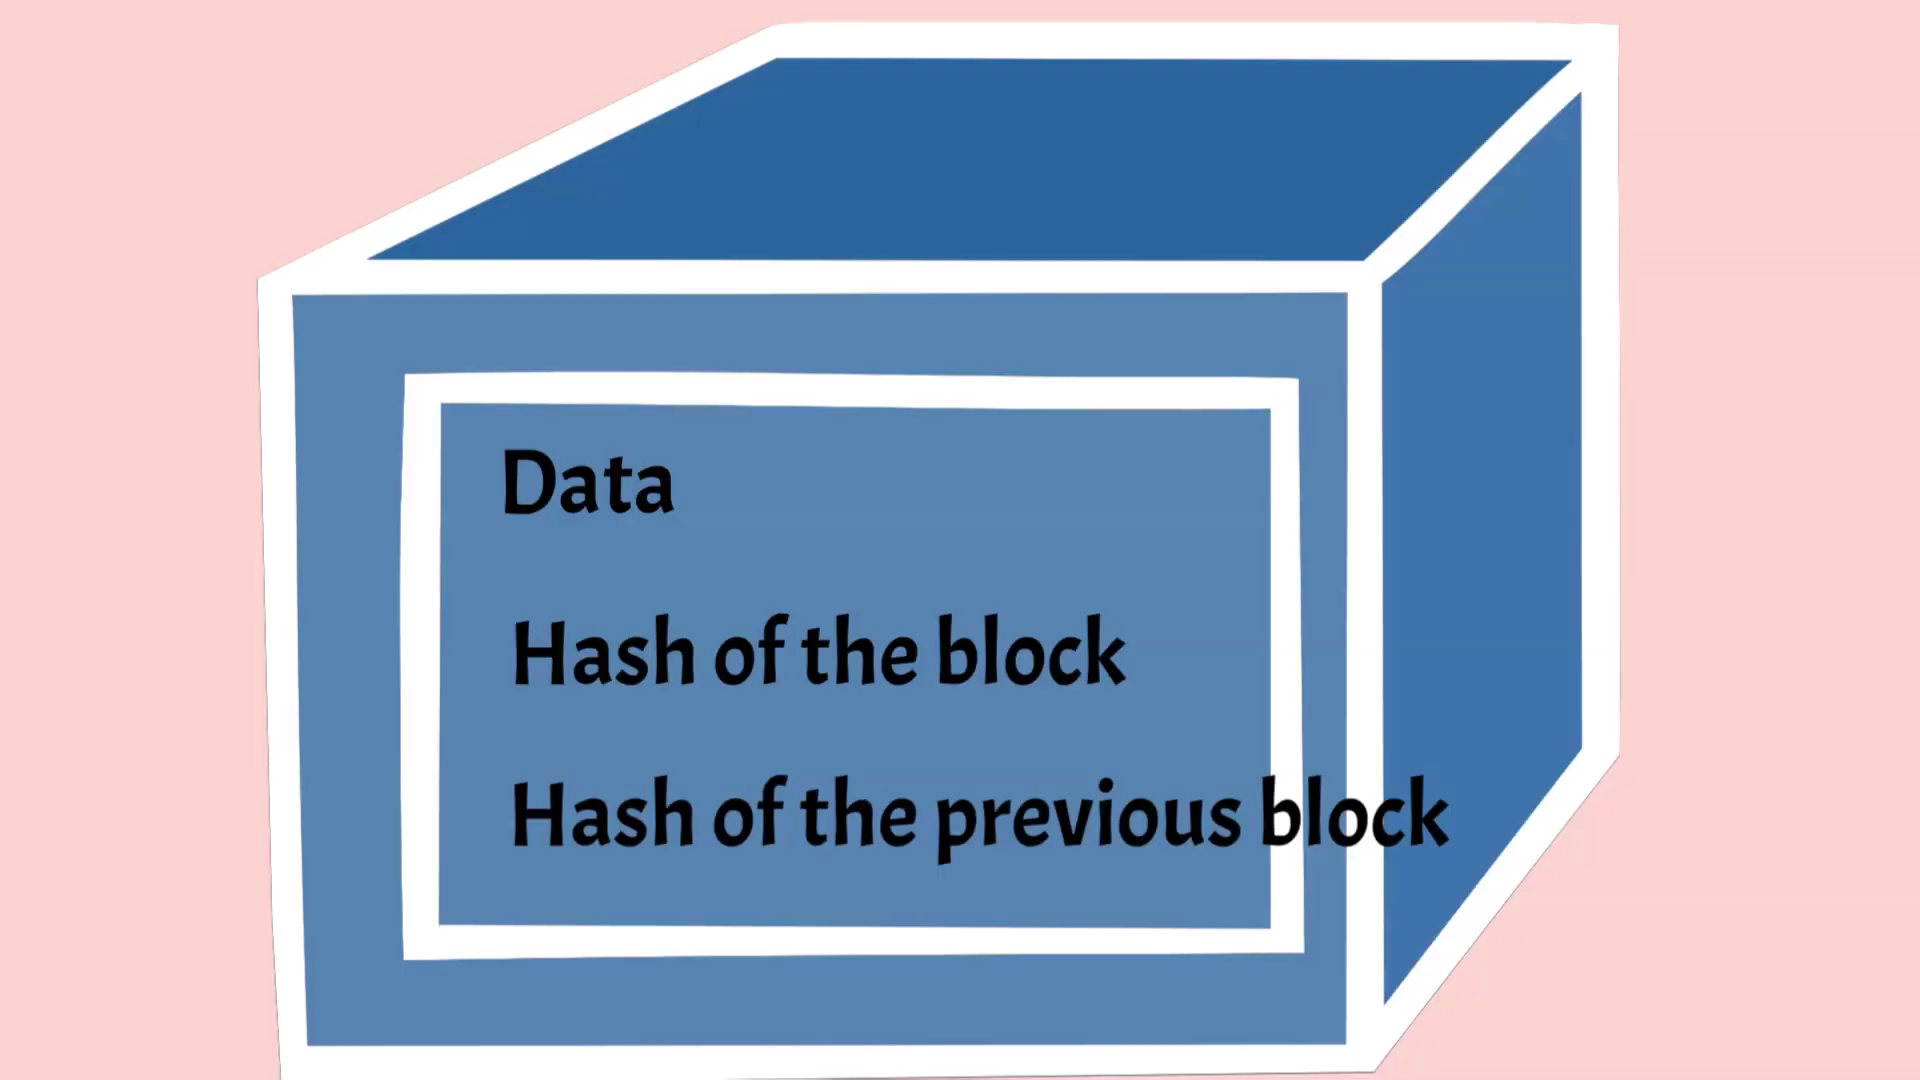 Data
Hash of the block
Hash of the previous block